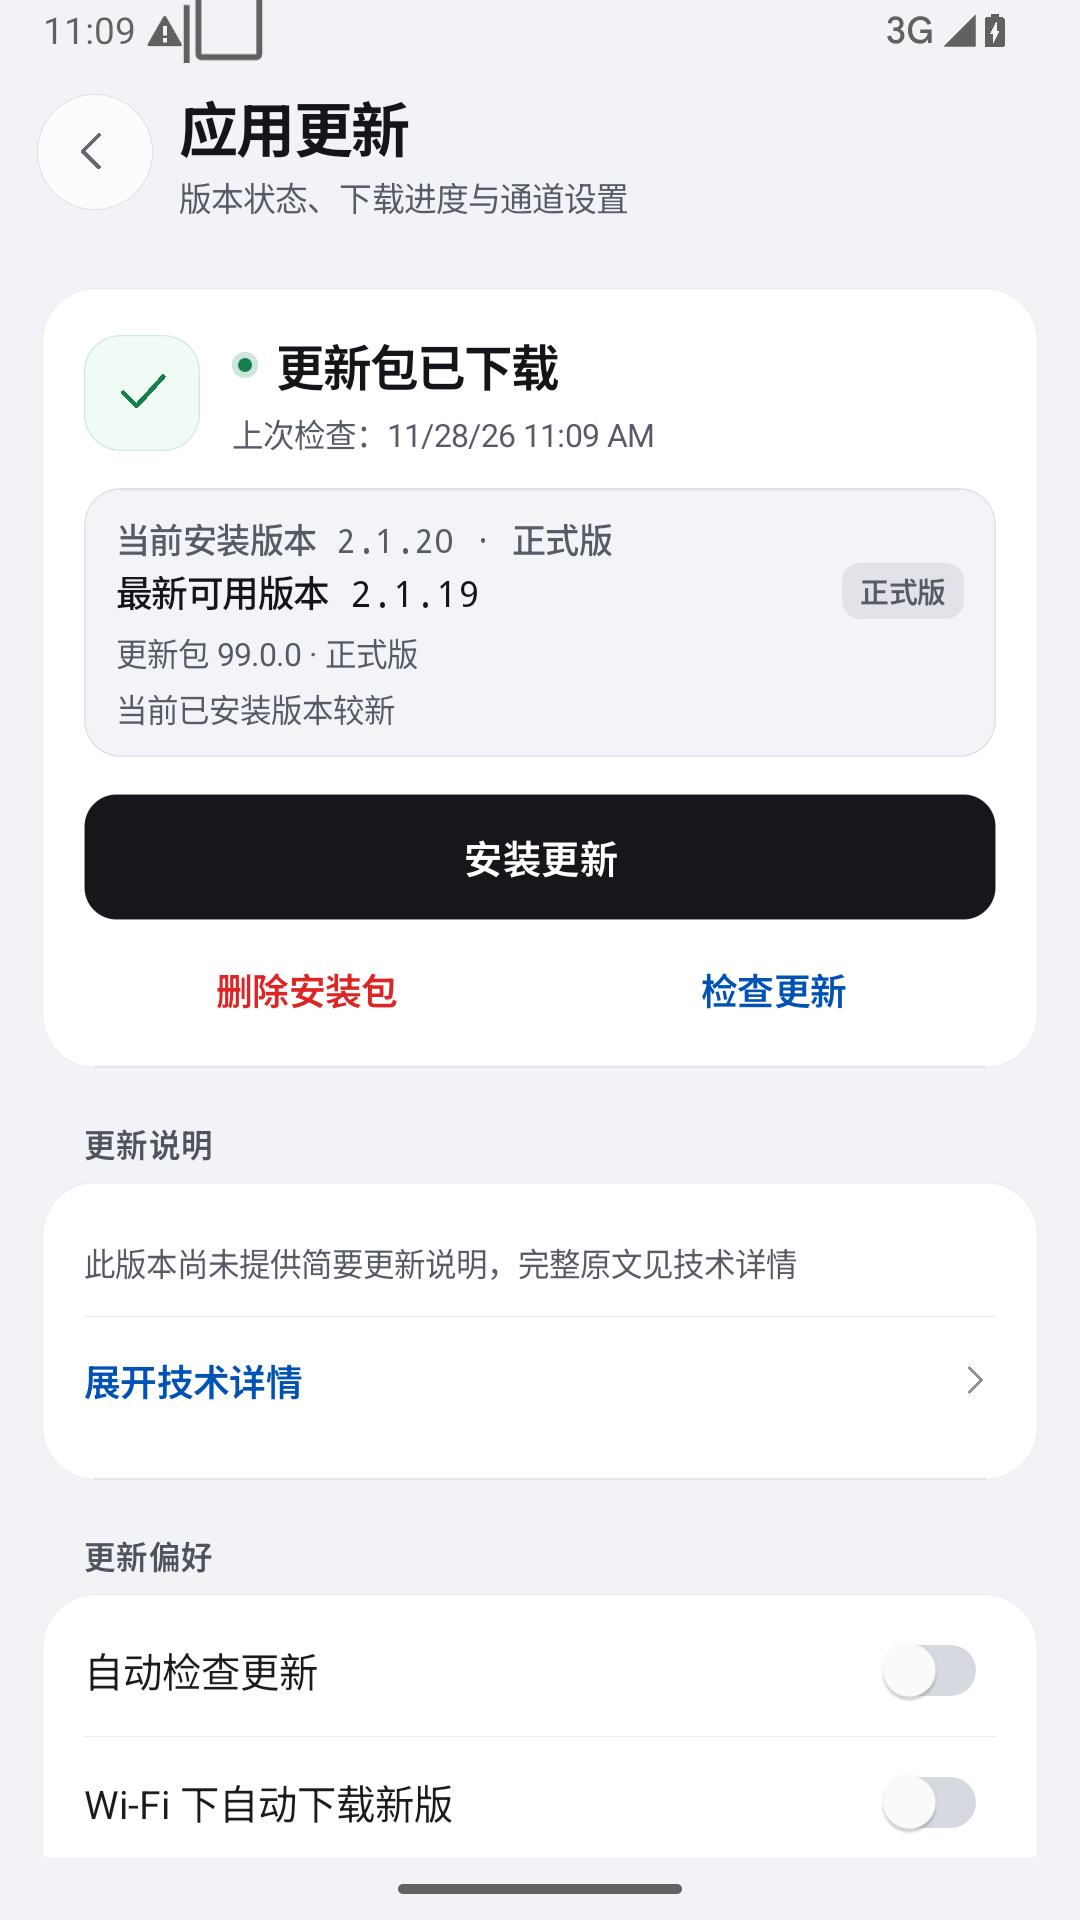 11:09
3G
应用更新
版本状态、下载进度与通道设置
更新包已下载
上次检查：11/28/26 11:09 AM
当前安装版本 2.1.20 · 正式版
最新可用版本 2.1.19
正式版
更新包 99.0.0 · 正式版
当前已安装版本较新
安装更新
删除安装包
检查更新
更新说明
此版本尚未提供简要更新说明，完整原文见技术详情
展开技术详情
更新偏好
自动检查更新
Wi-Fi 下自动下载新版